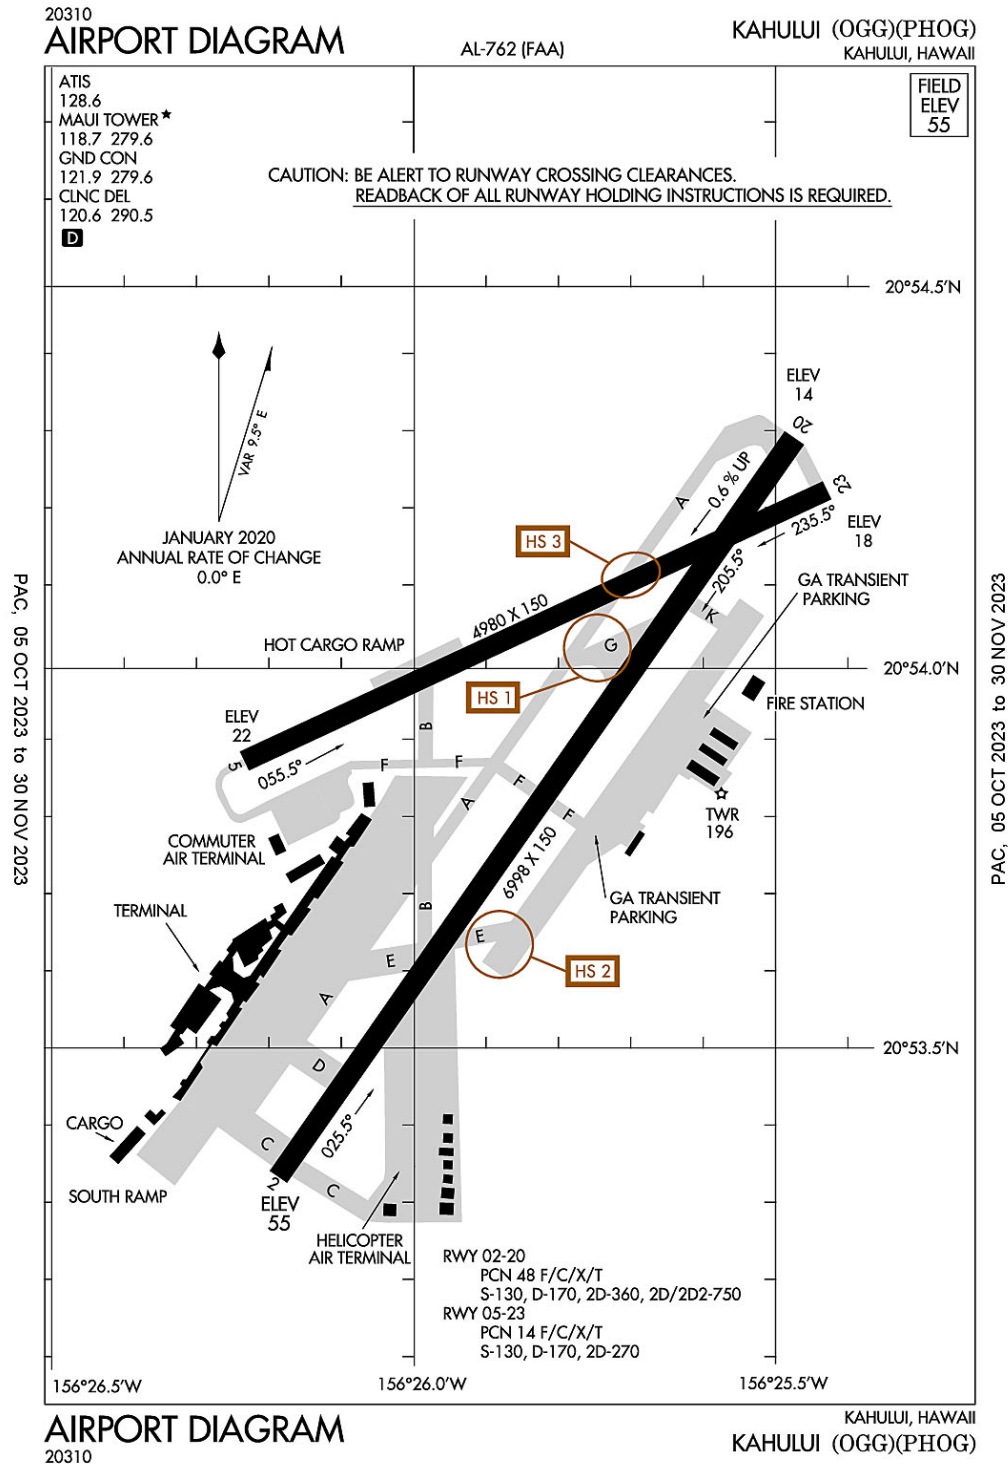 20310
AIRPORT DIAGRAM
AL-762 (FAA)
KAHULUI (OGG)(PHOG)
KAHULUI, HAWAII
ATIS
128.6
MAUI TOWER★
118.7 279.6
GND CON
121.9 279.6
CLNC DEL
120.6 290.5
D
FIELD
ELEV
55
CAUTION: BE ALERT TO RUNWAY CROSSING CLEARANCES.
READBACK OF ALL RUNWAY HOLDING INSTRUCTIONS IS REQUIRED.
20°54.5'N
VAR 9.5° E
JANUARY 2020
ANNUAL RATE OF CHANGE
0.0° E
ELEV
14
20
A
0.6% UP
23
235.5°
ELEV
18
HS 3
205.5°
GA TRANSIENT
PARKING
4980 X 150
K
HOT CARGO RAMP
G
20°54.0'N
HS 1
FIRE STATION
ELEV
22
B
5
055.5°
F
F
F
F
A
TWR
196
COMMUTER
AIR TERMINAL
6998 X 150
GA TRANSIENT
PARKING
TERMINAL
B
E
E
HS 2
A
20°53.5'N
D
025.5°
CARGO
C
C
SOUTH RAMP
2
ELEV
55
HELICOPTER
AIR TERMINAL
RWY 02-20
PCN 48 F/C/X/T
S-130, D-170, 2D-360, 2D/2D2-750
RWY 05-23
PCN 14 F/C/X/T
S-130, D-170, 2D-270
156°26.5'W
156°26.0'W
156°25.5'W
PAC, 05 OCT 2023 to 30 NOV 2023
PAC, 05 OCT 2023 to 30 NOV 2023
AIRPORT DIAGRAM
20310
KAHULUI, HAWAII
KAHULUI (OGG)(PHOG)